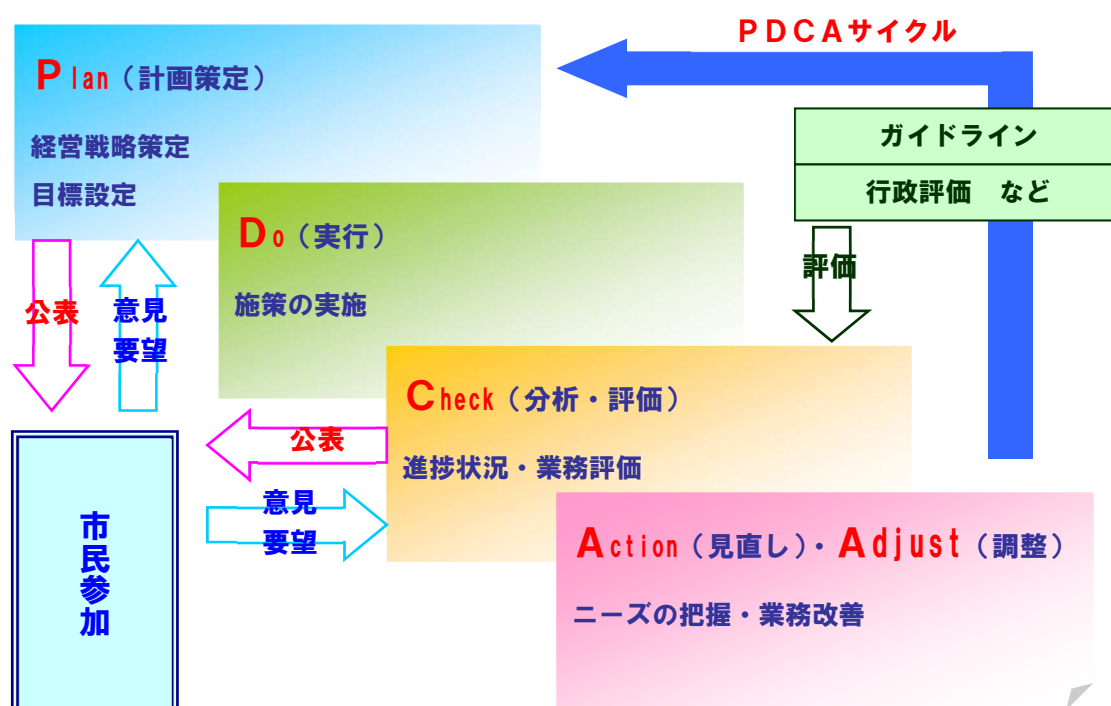 PDCAサイクル
Plan(計画策定)
経営戦略策定
目標設定
ガイドライン
行政評価 など
評価
Do(実行)
施策の実施
公表
意見
要望
Check(分析・評価)
進捗状況・業務評価
公表
意見
要望
市民参加
Action(見直し)・Adjust(調整)
ニーズの把握・業務改善